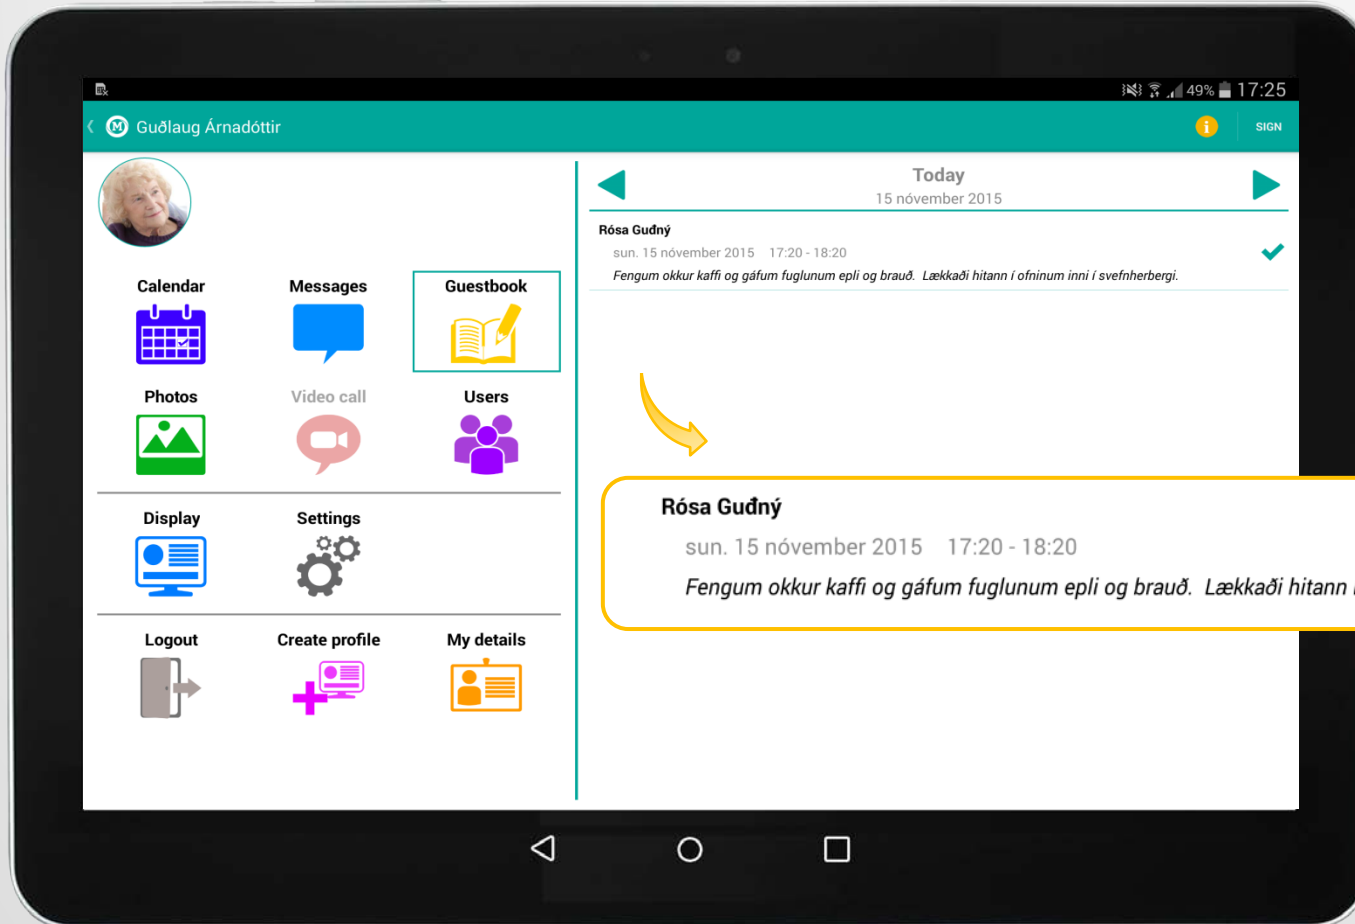 49% 17:25
M Guðlaug Árnadóttir
i SIGN
Today
15 nóvember 2015
Rósa Guðný
sun. 15 nóvember 2015 17:20 - 18:20
Fengum okkur kaffi og gáfum fuglunum epli og brauð. Lækkaði hitann í ofninum inni í svefnherbergi.
Calendar Messages Guestbook
Photos Video call Users
Display Settings
Logout Create profile My details
Rósa Guðný
sun. 15 nóvember 2015 17:20 - 18:20
Fengum okkur kaffi og gáfum fuglunum epli og brauð. Lækkaði hitann